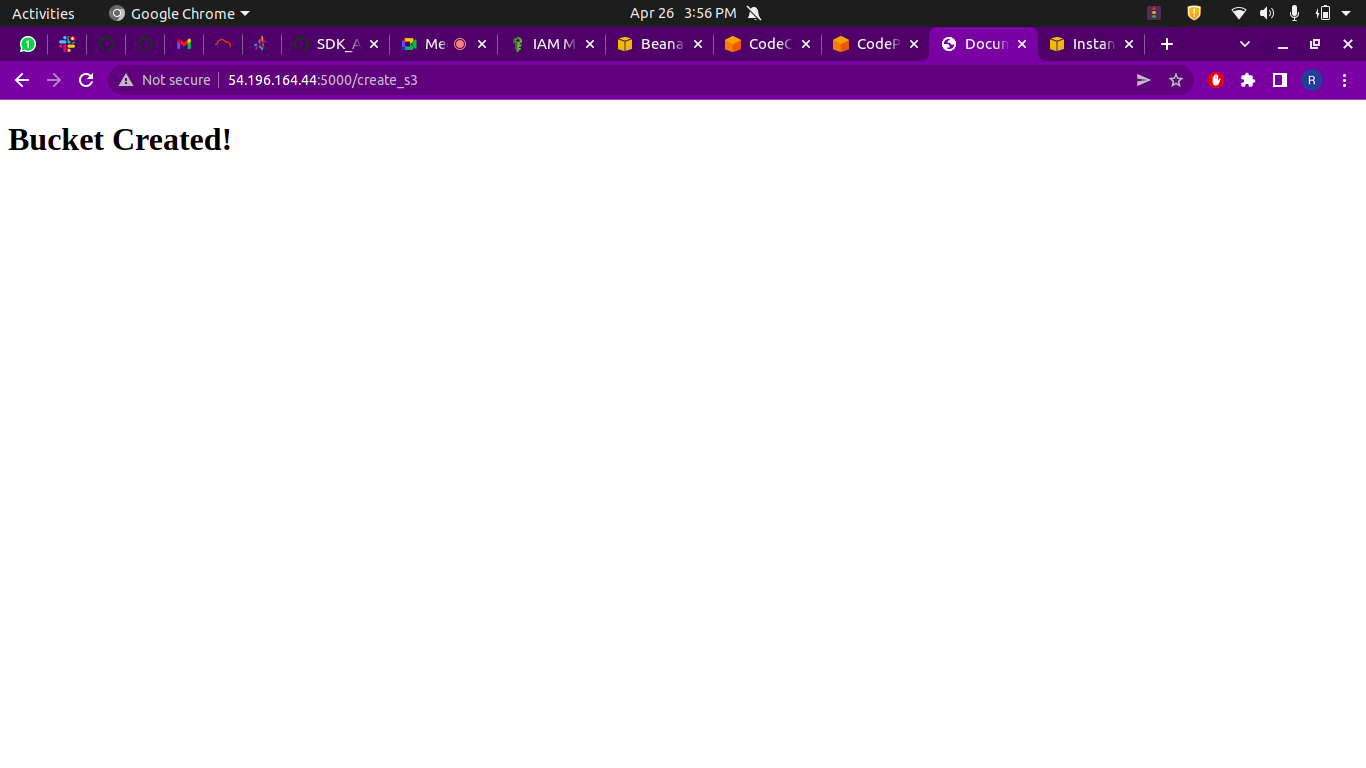 Activities Google Chrome Apr 26 3:56 PM
1 SDK_A Me IAM M Beana CodeC CodeP Docun Instan
Not secure 54.196.164.44:5000/create_s3 R
Bucket Created!